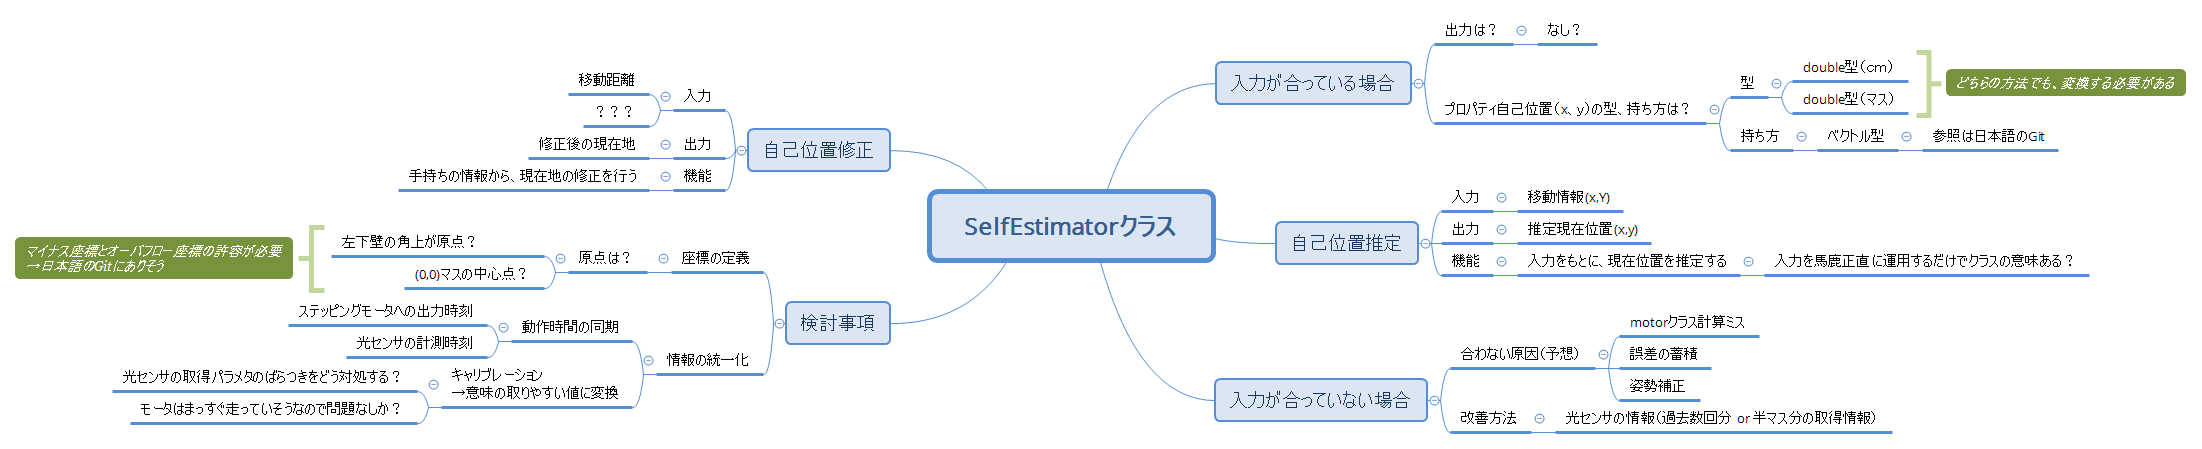 SelfEstimatorクラス
入力が合っている場合
出力は？
なし？
プロパティ自己位置（x、y）の型、持ち方は？
型
double型（cm）
double型（マス）
どちらの方法でも、変換する必要がある
持ち方
ベクトル型
参照は日本語のGit
自己位置推定
入力
移動情報(x,Y)
出力
推定現在位置(x,y)
機能
入力をもとに、現在位置を推定する
入力を馬鹿正直に運用するだけでクラスの意味ある？
入力が合っていない場合
合わない原因（予想）
motorクラス計算ミス
誤差の蓄積
姿勢補正
改善方法
光センサの情報（過去数回分 or 半マス分の取得情報）
自己位置修正
入力
移動距離
？？？
出力
修正後の現在地
機能
手持ちの情報から、現在地の修正を行う
検討事項
座標の定義
原点は？
左下壁の角上が原点？
(0,0)マスの中心点？
マイナス座標とオーバフロー座標の許容が必要
→日本語のGitにありそう
情報の統一化
動作時間の同期
ステッピングモータへの出力時刻
光センサの計測時刻
キャリブレーション
→意味の取りやすい値に変換
光センサの取得パラメタのばらつきをどう対処する？
モータはまっすぐ走っていそうなので問題なしか？